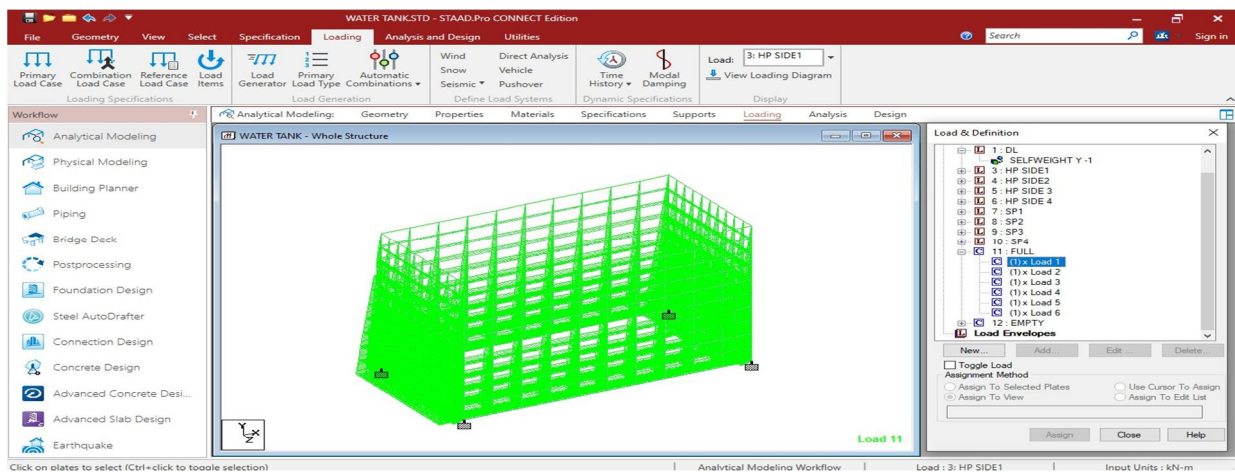 WATER TANK.STD - STAAD.Pro CONNECT Edition
File Geometry View Select Specification Loading Analysis and Design Utilities Search Sign in
Primary Load Case
Combination Load Case
Reference Load Case
Load Items
Loading Specifications
Load Generator
Primary Load Type
Automatic Combinations
Load Generation
Wind
Snow
Seismic
Direct Analysis
Vehicle
Pushover
Define Load Systems
Time History
Modal Damping
Dynamic Specifications
Load: 3: HP SIDE1
View Loading Diagram
Display
Workflow
Analytical Modeling: Geometry Properties Materials Specifications Supports Loading Analysis Design
Analytical Modeling
Physical Modeling
Building Planner
Piping
Bridge Deck
Postprocessing
Foundation Design
Steel AutoDrafter
Connection Design
Concrete Design
Advanced Concrete Desi...
Advanced Slab Design
Earthquake
WATER TANK - Whole Structure
Y
X
Z
Load 11
Load & Definition
1 : DL
SELFWEIGHT Y -1
3 : HP SIDE1
4 : HP SIDE2
5 : HP SIDE 3
6 : HP SIDE 4
7 : SP1
8 : SP2
9 : SP3
10 : SP4
11 : FULL
(1) x Load 1
(1) x Load 2
(1) x Load 3
(1) x Load 4
(1) x Load 5
(1) x Load 6
12 : EMPTY
Load Envelopes
New... Add... Edit ... Delete...
Toggle Load
Assignment Method
Assign To Selected Plates Use Cursor To Assign
Assign To View Assign To Edit List
Assign Close Help
Click on plates to select (Ctrl+click to toggle selection) Analytical Modeling Workflow Load : 3: HP SIDE1 Input Units : kN-m